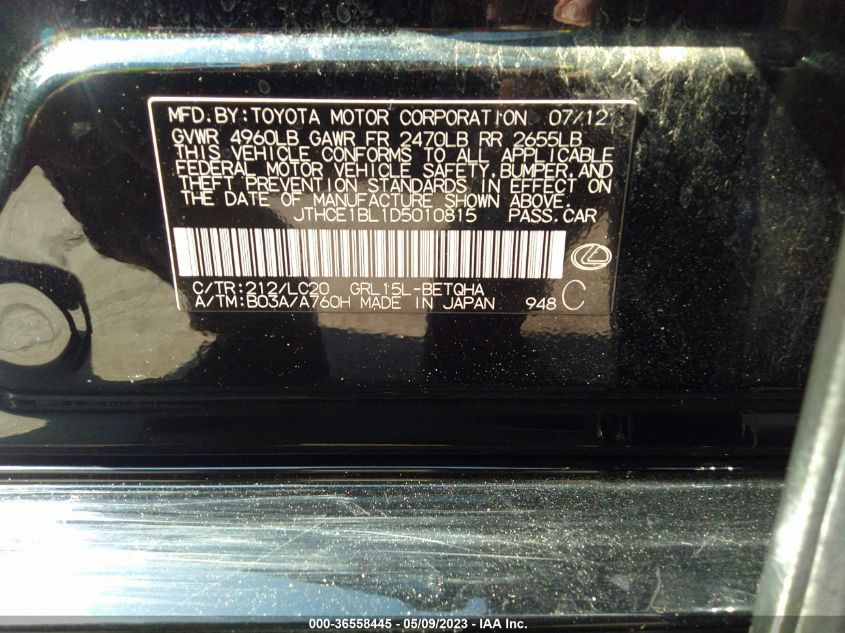 MFD.BY:TOYOTA MOTOR CORPORATION 07/12
GVWR 4960LB GAWR FR 2470LB RR 2655LB
THIS VEHICLE CONFORMS TO ALL APPLICABLE
FEDERAL MOTOR VEHICLE SAFETY,BUMPER,AND
THEFT PREVENTION STANDARDS IN EFFECT ON
THE DATE OF MANUFACTURE SHOWN ABOVE.
JTHCE1BL1D5010815 PASS.CAR
C/TR:212/LC20 GRL15L-BETQHA
A/TM:B03A/A760H MADE IN JAPAN 948 C
000-36558445 - 05/09/2023 - IAA Inc.